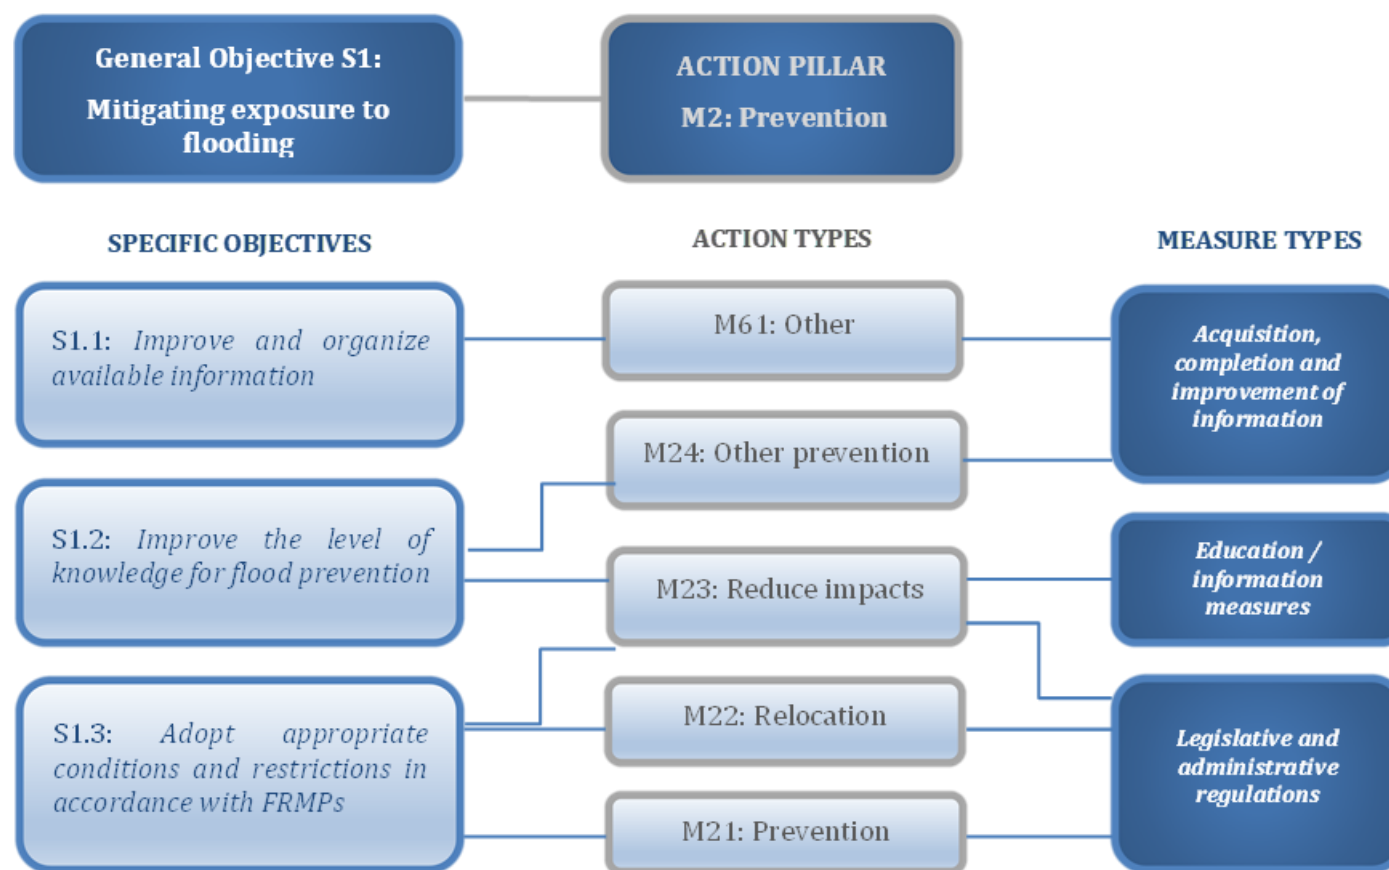 General Objective S1:
Mitigating exposure to
flooding
ACTION PILLAR
M2: Prevention
SPECIFIC OBJECTIVES
ACTION TYPES
MEASURE TYPES
S1.1: Improve and organize
available information
S1.2: Improve the level of
knowledge for flood prevention
S1.3: Adopt appropriate
conditions and restrictions in
accordance with FRMPs
M61: Other
M24: Other prevention
M23: Reduce impacts
M22: Relocation
M21: Prevention
Acquisition,
completion and
improvement of
information
Education /
information
measures
Legislative and
administrative
regulations